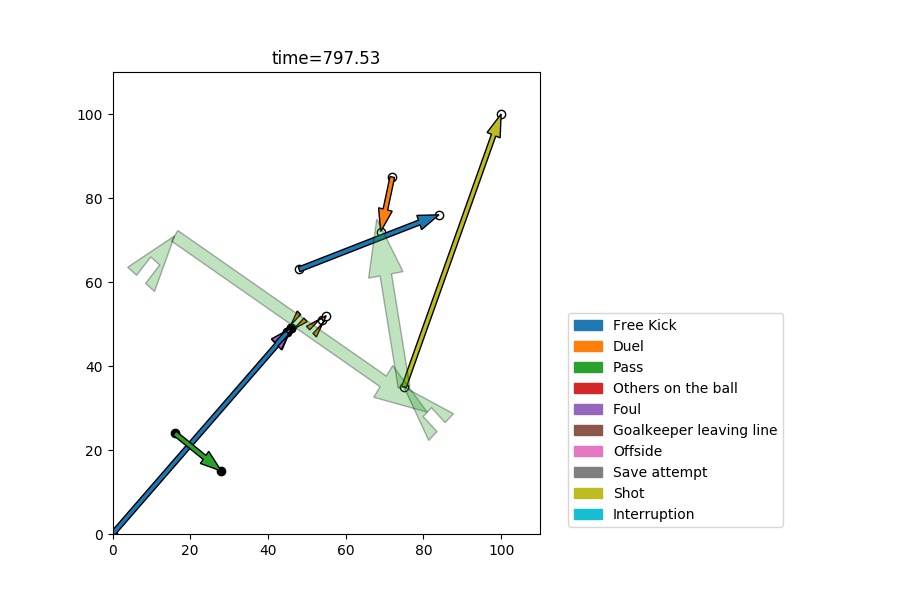 time=797.53
100
80
60
40
20
0
0 20 40 60 80 100
Free Kick
Duel
Pass
Others on the ball
Foul
Goalkeeper leaving line
Offside
Save attempt
Shot
Interruption